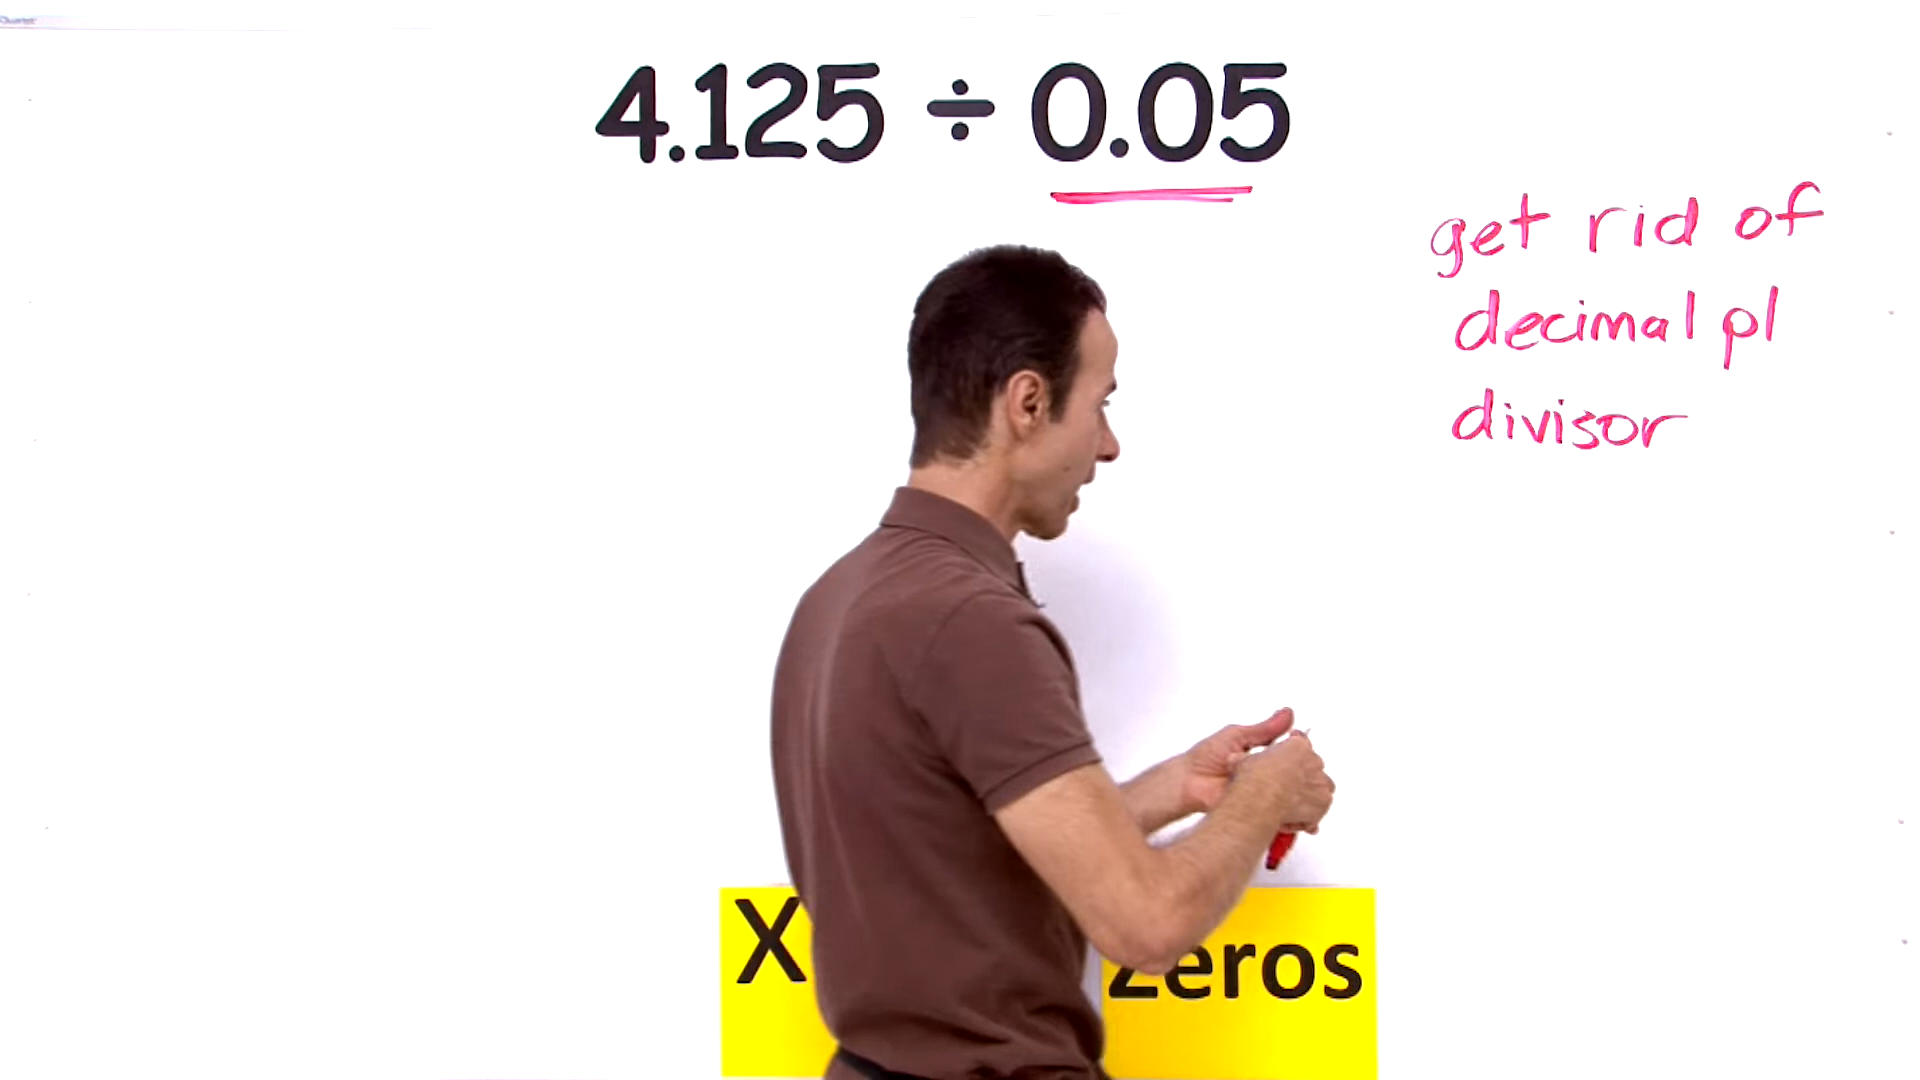 4.125 ÷ 0.05
get rid of
decimal pl
divisor
X
zeros